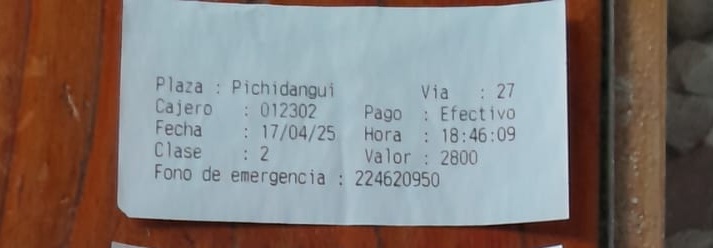 Plaza : Pichidangui Via : 27
Cajero : 012302 Pago : Efectivo
Fecha : 17/04/25 Hora : 18:46:09
Clase : 2 Valor : 2800
Fono de emergencia : 224620950